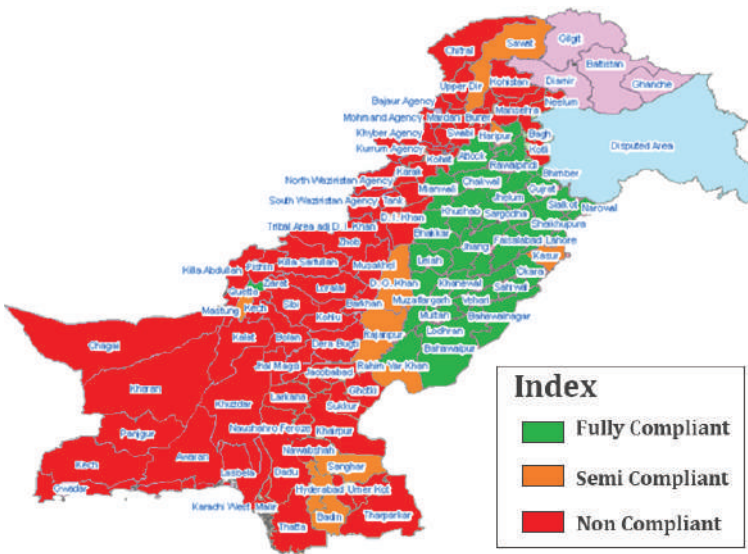 Chitral
Sawat
Gilgit
Baltistan
Ghanche
Diamir
Upper Dir
Kohistan
Neelum
Bajaur Agency
Mansehra
Mohmand Agency
Mardan
Buner
Khyber Agency
Swabi
Haripur
Bagh
Disputed Area
Kurrum Agency
Kohat
Attock
Rawalpindi
Kotli
Karak
Bhimber
North Waziristan Agency
Mianwali
Chakwal
Jhelum
Gujrat
South Waziristan Agency
Tank
Khushab
Sargodha
Sialkot
Narowal
D.I. Khan
Sheikhupura
Tribal Area adj D.I. Khan
Bhakkar
Zhob
Jhang
Faisalabad
Lahore
Killa Abdullah
Pishin
Killa Saifullah
Musakhel
Leiah
Kasur
Okara
Quetta
Ziarat
Loralai
D. G. Khan
Khanewal
Sahiwal
Mastung
Kech
Sibi
Barkhan
Muzaffargarh
Vehari
Kohlu
Multan
Bahawalnagar
Chagai
Kalat
Bolan
Dera Bugti
Rajanpur
Lodhran
Bahawalpur
Jhal Magsi
Jacobabad
Rahim Yar Khan
Kharan
Khuzdar
Larkana
Ghotki
Sukkur
Panjgur
Naushahro Feroze
Khairpur
Kech
Awaran
Nawabshah
Lasbela
Dadu
Sanghar
Gwadar
Hyderabad
Umer Kot
Karachi West
Malir
Badin
Thatta
Tharparkar
Index
Fully Compliant
Semi Compliant
Non Compliant